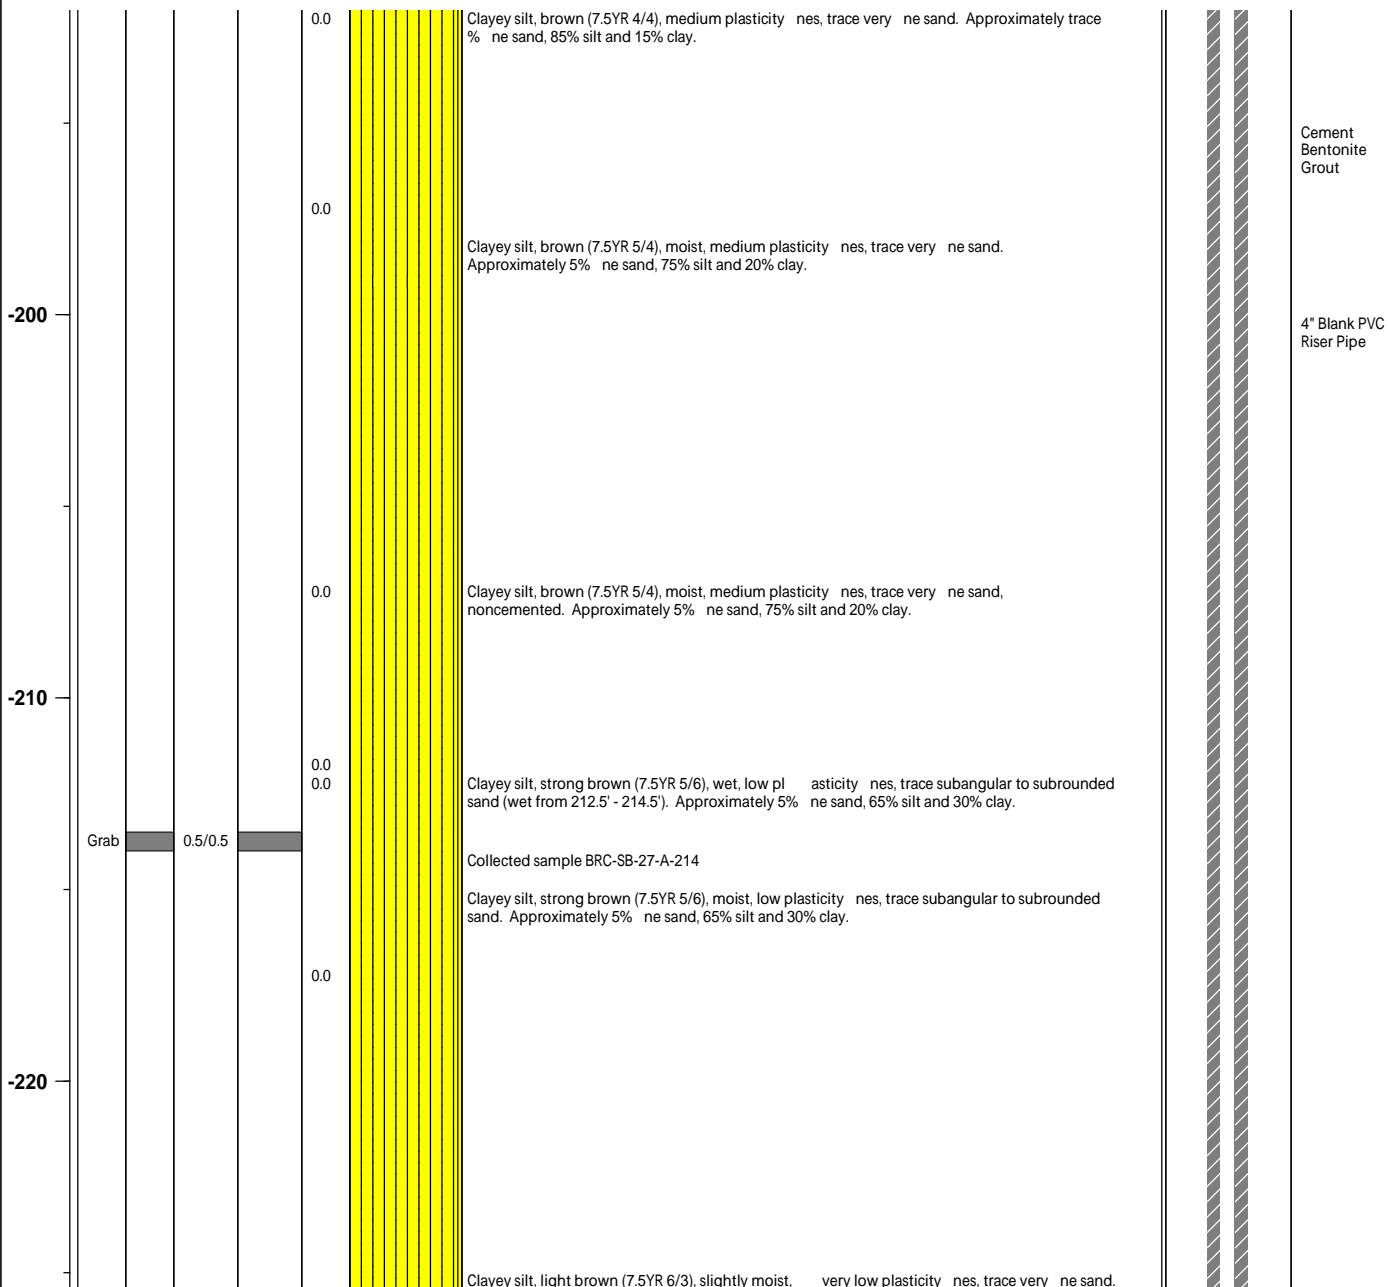 0.0
Clayey silt, brown (7.5YR 4/4), medium plasticity nes, trace very ne sand. Approximately trace
% ne sand, 85% silt and 15% clay.
Cement
Bentonite
Grout
0.0
Clayey silt, brown (7.5YR 5/4), moist, medium plasticity nes, trace very ne sand.
Approximately 5% ne sand, 75% silt and 20% clay.
-200
4" Blank PVC
Riser Pipe
0.0
Clayey silt, brown (7.5YR 5/4), moist, medium plasticity nes, trace very ne sand,
noncemented. Approximately 5% ne sand, 75% silt and 20% clay.
-210
0.0
0.0
Clayey silt, strong brown (7.5YR 5/6), wet, low pl asticity nes, trace subangular to subrounded
sand (wet from 212.5' - 214.5'). Approximately 5% ne sand, 65% silt and 30% clay.
Grab
0.5/0.5
Collected sample BRC-SB-27-A-214
Clayey silt, strong brown (7.5YR 5/6), moist, low plasticity nes, trace subangular to subrounded
sand. Approximately 5% ne sand, 65% silt and 30% clay.
0.0
-220
Clayey silt, light brown (7.5YR 6/3), slightly moist, very low plasticity nes, trace very ne sand.